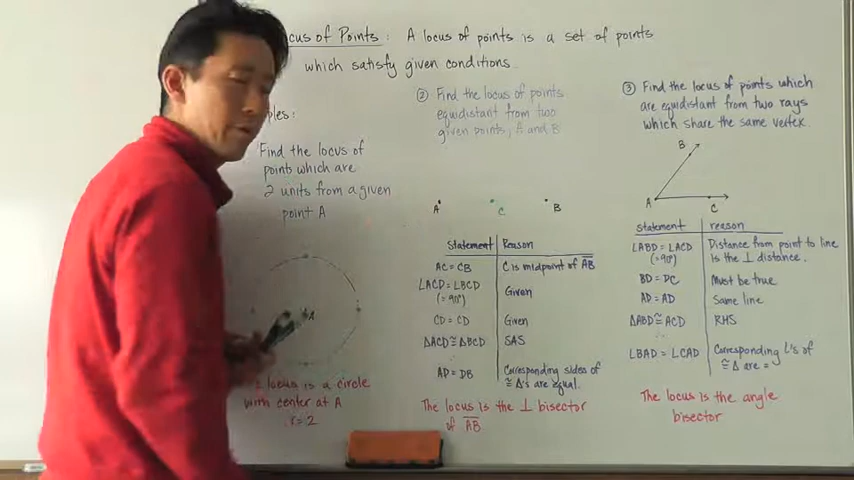 cus of Points : A locus of points is a set of points
which satisfy given conditions.
ples:
Find the locus of
points which are
2 units from a given
point A
A
locus is a circle
with center at A
r = 2
② Find the locus of points
equidistant from two
given points, A and B
A C B
Statement Reason
AC = CB C is midpoint of AB
∠ACD = ∠BCD
(= 90°) Given
CD = CD Given
△ACD ≅ △BCD SAS
∴
AD = DB Corresponding sides of
≅ △'s are equal.
The locus is the ⊥ bisector
of AB
③ Find the locus of points which
are equidistant from two rays
which share the same vertex.
B
A C
statement reason
∠ABD = ∠ACD Distance from point to line
(= 90°) is the ⊥ distance.
BD = DC Must be true
AD = AD Same line
△ABD ≅ ACD RHS
∠BAD = ∠CAD Corresponding ∠'s of
≅ △ are =
The locus is the angle
bisector